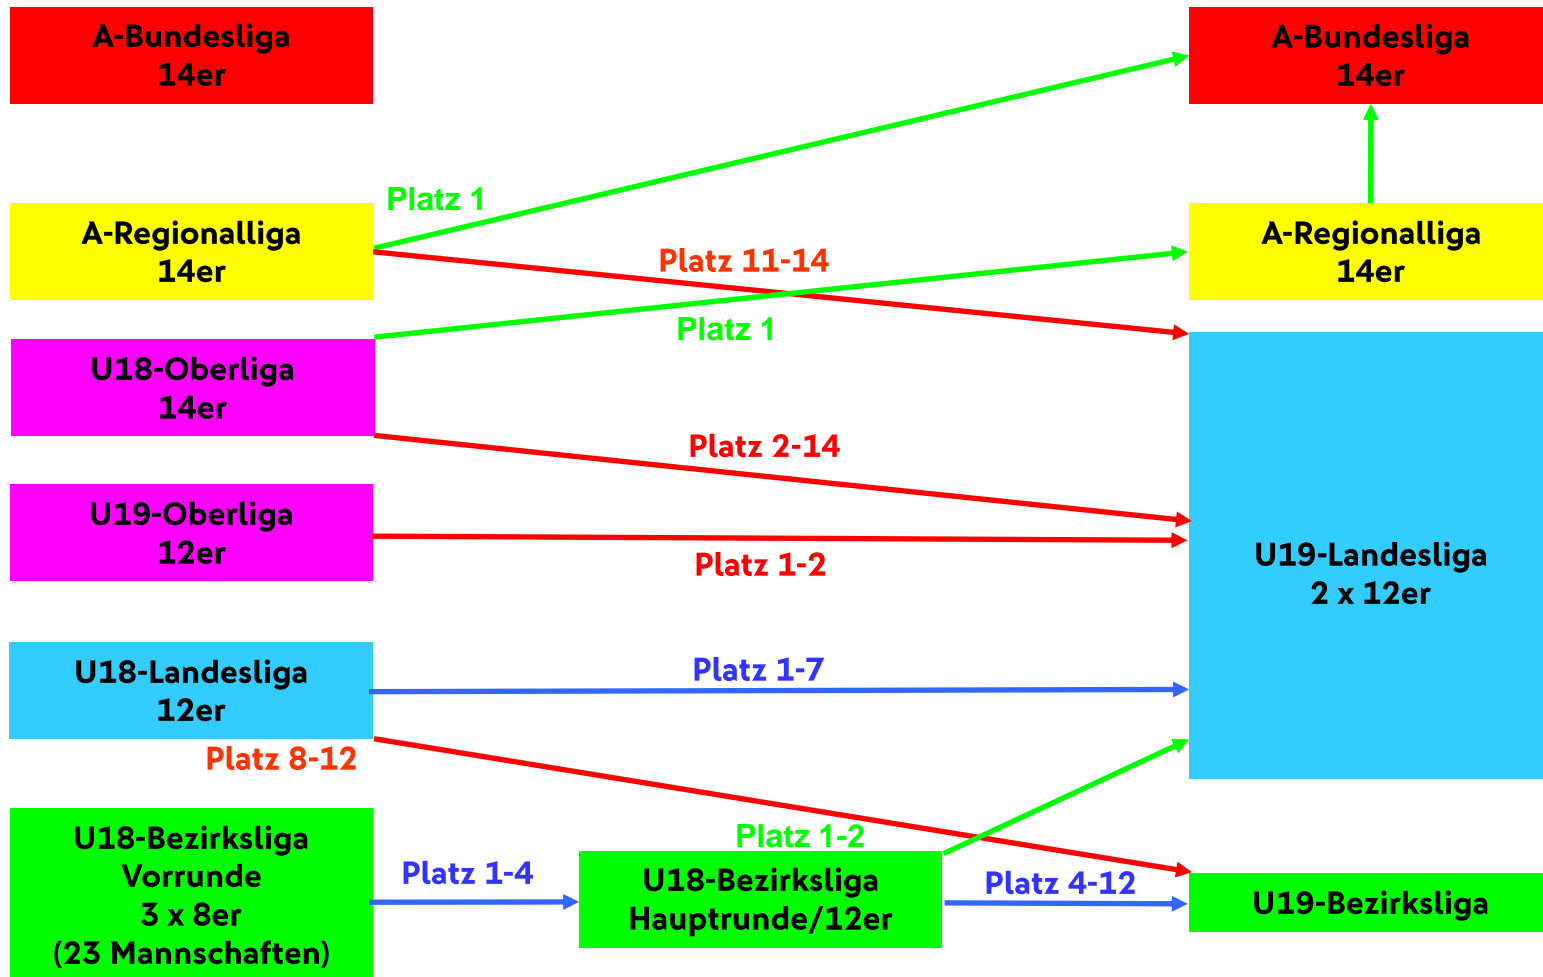 A-Bundesliga
14er
A-Bundesliga
14er
Platz 1
A-Regionalliga
14er
Platz 11-14
A-Regionalliga
14er
Platz 1
U18-Oberliga
14er
Platz 2-14
U19-Oberliga
12er
Platz 1-2
U19-Landesliga
2 x 12er
U18-Landesliga
12er
Platz 1-7
Platz 8-12
U18-Bezirksliga
Vorrunde
3 x 8er
(23 Mannschaften)
Platz 1-4
Platz 1-2
U18-Bezirksliga
Hauptrunde/12er
Platz 4-12
U19-Bezirksliga